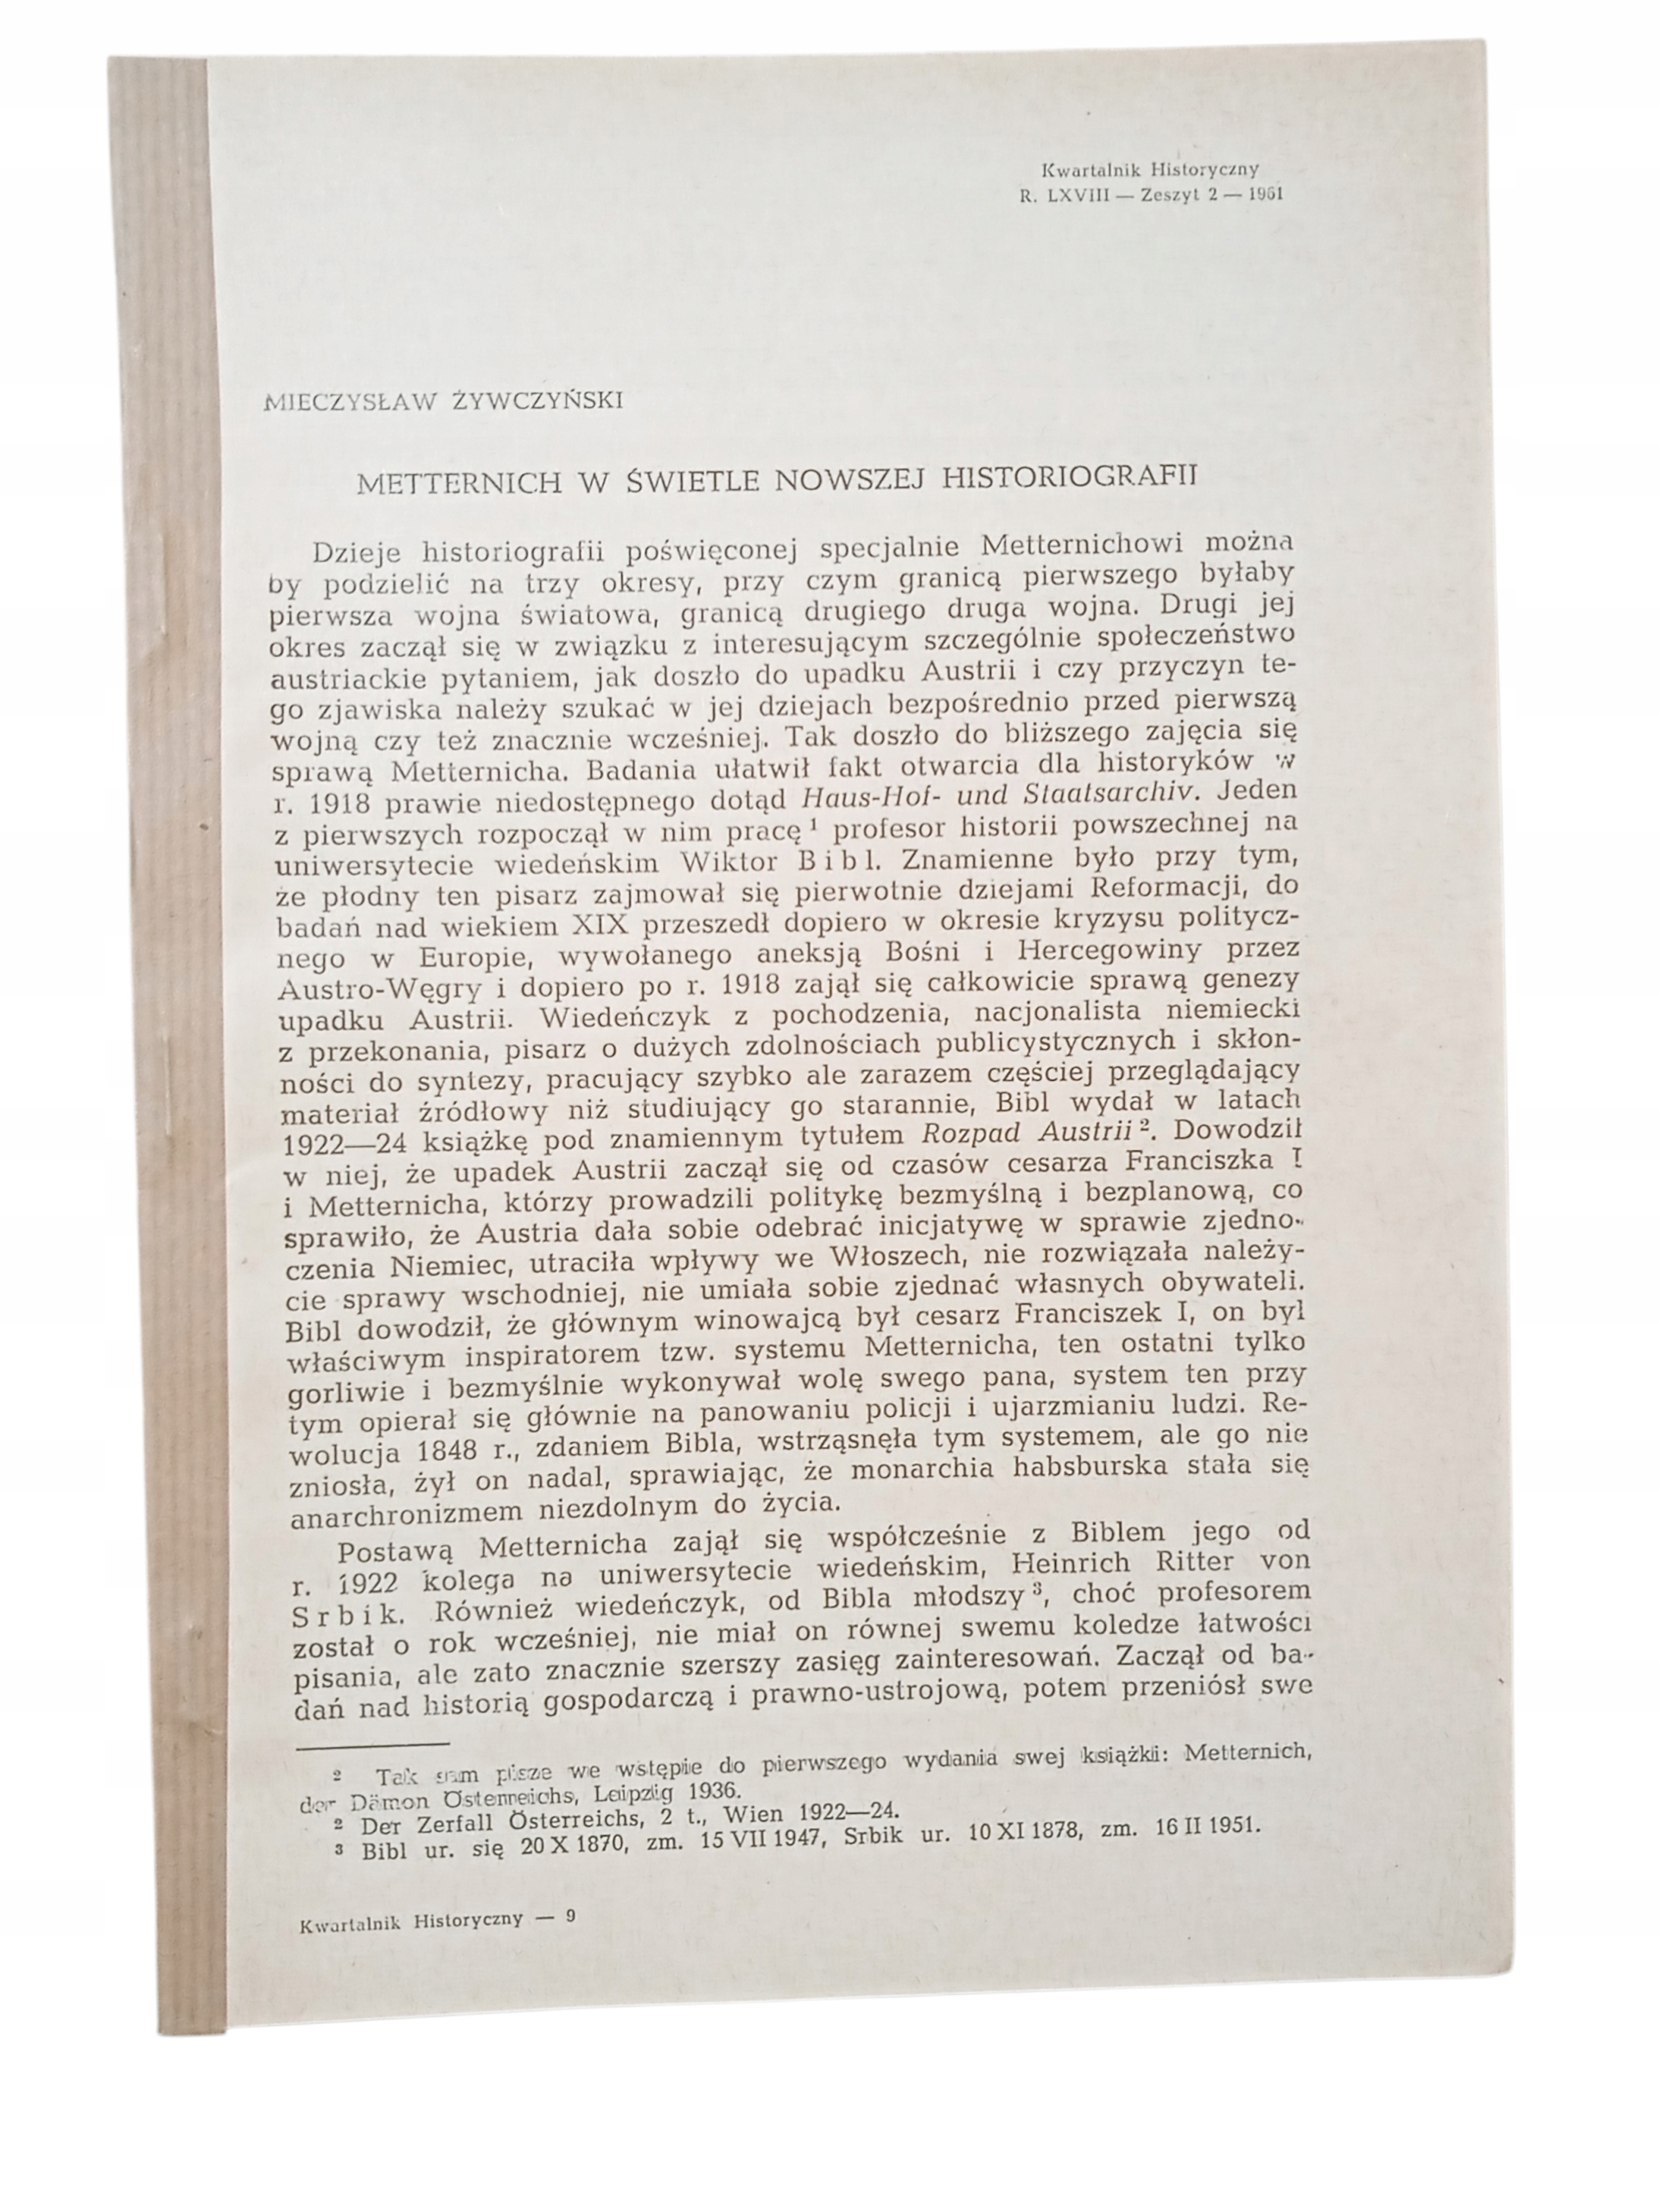 Kwartalnik Historyczny
R. LXVIII — Zeszyt 2 — 1961
MIECZYSŁAW ŻYWCZYŃSKI
METTERNICH W ŚWIETLE NOWSZEJ HISTORIOGRAFII
Dzieje historiografii poświęconej specjalnie Metternichowi można
by podzielić na trzy okresy, przy czym granicą pierwszego byłaby
pierwsza wojna światowa, granicą drugiego druga wojna. Drugi jej
okres zaczął się w związku z interesującym szczególnie społeczeństwo
austriackie pytaniem, jak doszło do upadku Austrii i czy przyczyn te-
go zjawiska należy szukać w jej dziejach bezpośrednio przed pierwszą
wojną czy też znacznie wcześniej. Tak doszło do bliższego zajęcia się
sprawą Metternicha. Badania ułatwił fakt otwarcia dla historyków w
r. 1918 prawie niedostępnego dotąd Haus-Hof- und Staatsarchiv. Jeden
z pierwszych rozpoczął w nim pracę ¹ profesor historii powszechnej na
uniwersytecie wiedeńskim Wiktor Bibl. Znamienne było przy tym,
że płodny ten pisarz zajmował się pierwotnie dziejami Reformacji, do
badań nad wiekiem XIX przeszedł dopiero w okresie kryzysu politycz-
nego w Europie, wywołanego aneksją Bośni i Hercegowiny przez
Austro-Węgry i dopiero po r. 1918 zajął się całkowicie sprawą genezy
upadku Austrii. Wiedeńczyk z pochodzenia, nacjonalista niemiecki
z przekonania, pisarz o dużych zdolnościach publicystycznych i skłon-
ności do syntezy, pracujący szybko ale zarazem częściej przeglądający
materiał źródłowy niż studiujący go starannie, Bibl wydał w latach
1922—24 książkę pod znamiennym tytułem Rozpad Austrii ². Dowodził
w niej, że upadek Austrii zaczął się od czasów cesarza Franciszka I
i Metternicha, którzy prowadzili politykę bezmyślną i bezplanową, co
sprawiło, że Austria dała sobie odebrać inicjatywę w sprawie zjedno-
czenia Niemiec, utraciła wpływy we Włoszech, nie rozwiązała należy-
cie sprawy wschodniej, nie umiała sobie zjednać własnych obywateli.
Bibl dowodził, że głównym winowajcą był cesarz Franciszek I, on byl
właściwym inspiratorem tzw. systemu Metternicha, ten ostatni tylko
gorliwie i bezmyślnie wykonywał wolę swego pana, system ten przy
tym opierał się głównie na panowaniu policji i ujarzmianiu ludzi. Re-
wolucja 1848 r., zdaniem Bibla, wstrząsnęła tym systemem, ale go nie
zniosła, żył on nadal, sprawiając, że monarchia habsburska stała się
anarchronizmem niezdolnym do życia.
Postawą Metternicha zajął się współcześnie z Biblem jego od
r. 1922 kolega na uniwersytecie wiedeńskim, Heinrich Ritter von
Srbik. Również wiedeńczyk, od Bibla młodszy ³, choć profesorem
został o rok wcześniej, nie miał on równej swemu koledze łatwości
pisania, ale zato znacznie szerszy zasięg zainteresowań. Zaczął od ba-
dań nad historią gospodarczą i prawno-ustrojową, potem przeniósł swe
² Tak sam pisze we wstępie do pierwszego wydania swej książki: Metternich,
der Dämon Österreichs, Leipzig 1936.
² Der Zerfall Österreichs, 2 t., Wien 1922—24.
³ Bibl ur. się 20 X 1870, zm. 15 VII 1947, Srbik ur. 10 XI 1878, zm. 16 II 1951.
Kwartalnik Historyczny — 9